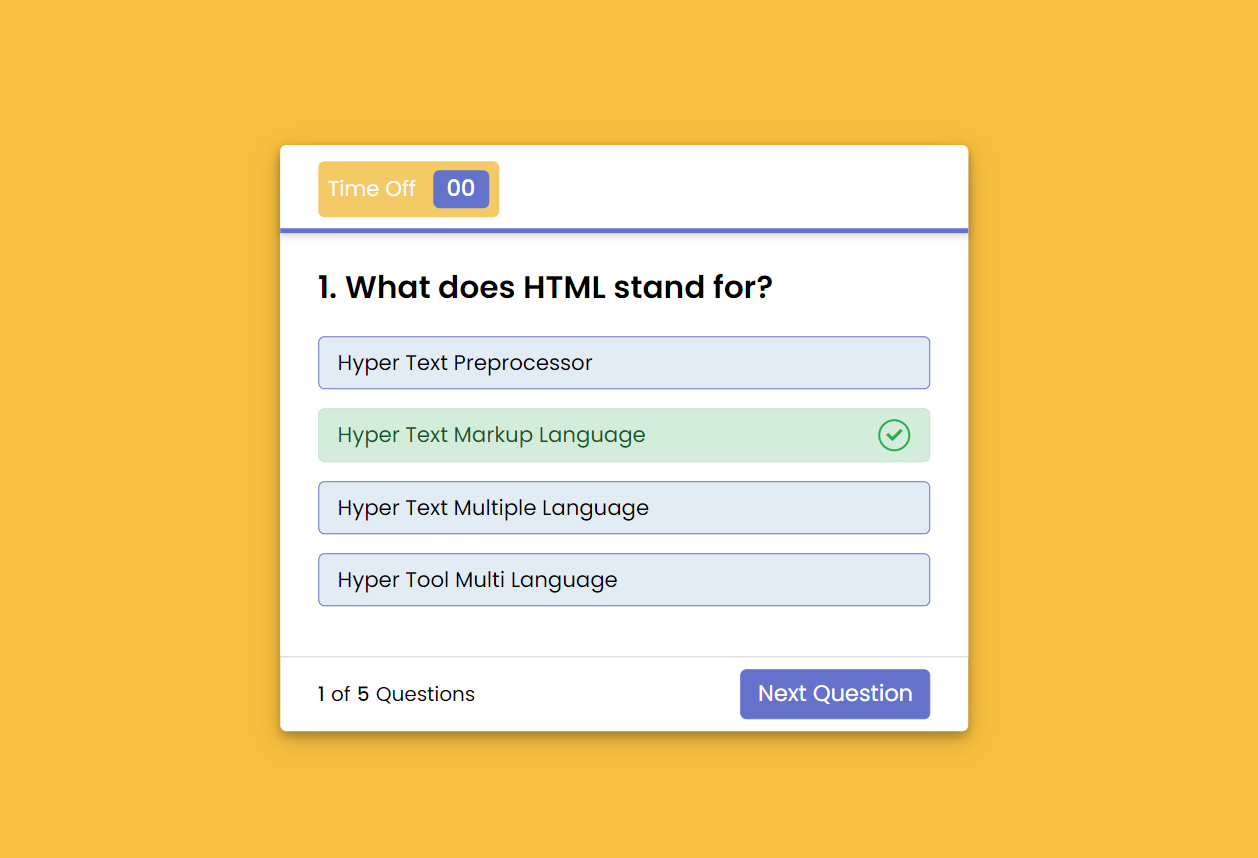 Time Off 00
1. What does HTML stand for?
Hyper Text Preprocessor
Hyper Text Markup Language
Hyper Text Multiple Language
Hyper Tool Multi Language
1 of 5 Questions
Next Question